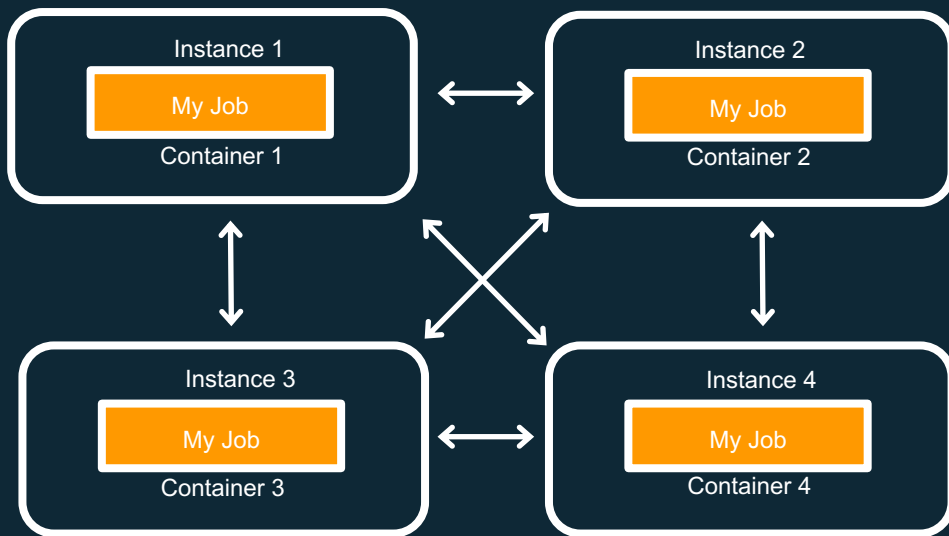 Instance 1
My Job
Container 1
Instance 2
My Job
Container 2
Instance 3
My Job
Container 3
Instance 4
My Job
Container 4